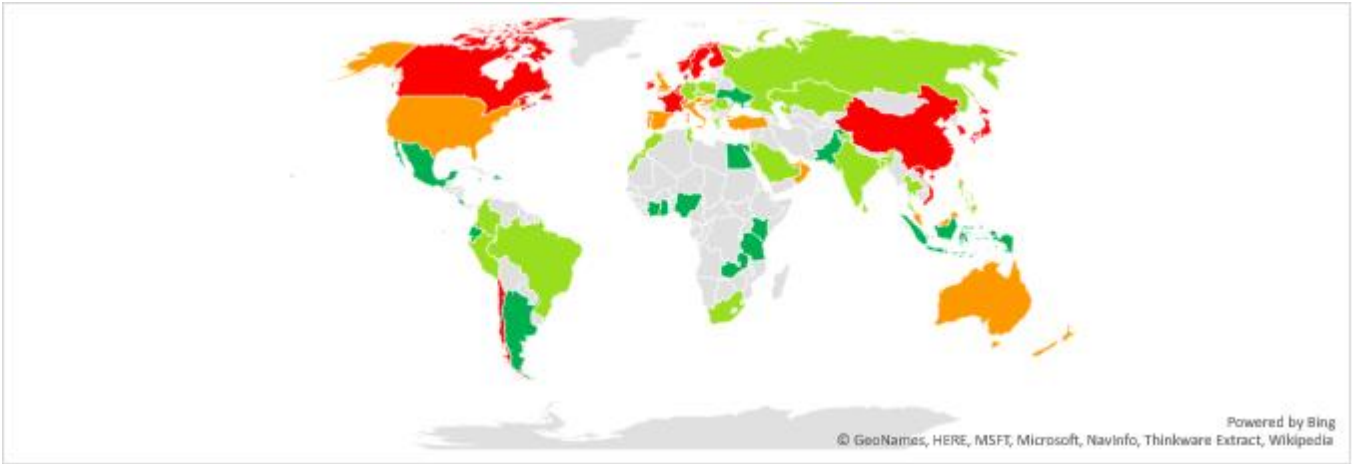 Powered by Bing
© GeoNames, HERE, MSFT, Microsoft, NavInfo, Thinkware Extract, Wikipedia